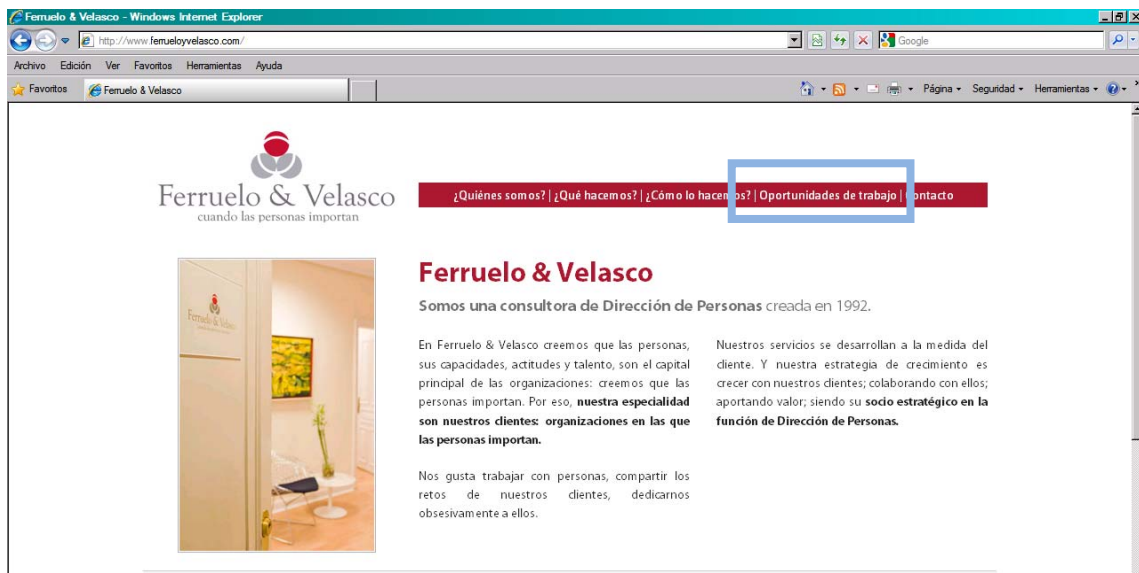 Ferruelo & Velasco - Windows Internet Explorer
http://www.ferrueloyvelasco.com/
Google
Archivo Edición Ver Favoritos Herramientas Ayuda
Favoritos Ferruelo & Velasco Página Seguridad Herramientas
Ferruelo & Velasco
cuando las personas importan
¿Quiénes somos? | ¿Qué hacemos? | ¿Cómo lo hacemos? | Oportunidades de trabajo | Contacto
Ferruelo & Velasco
Ferruelo & Velasco
Somos una consultora de Dirección de Personas creada en 1992.
En Ferruelo & Velasco creemos que las personas,
sus capacidades, actitudes y talento, son el capital
principal de las organizaciones: creemos que las
personas importan. Por eso, nuestra especialidad
son nuestros clientes: organizaciones en las que
las personas importan.
Nos gusta trabajar con personas, compartir los
retos de nuestros clientes, dedicarnos
obsesivamente a ellos.
Nuestros servicios se desarrollan a la medida del
cliente. Y nuestra estrategia de crecimiento es
crecer con nuestros clientes; colaborando con ellos;
aportando valor; siendo su socio estratégico en la
función de Dirección de Personas.